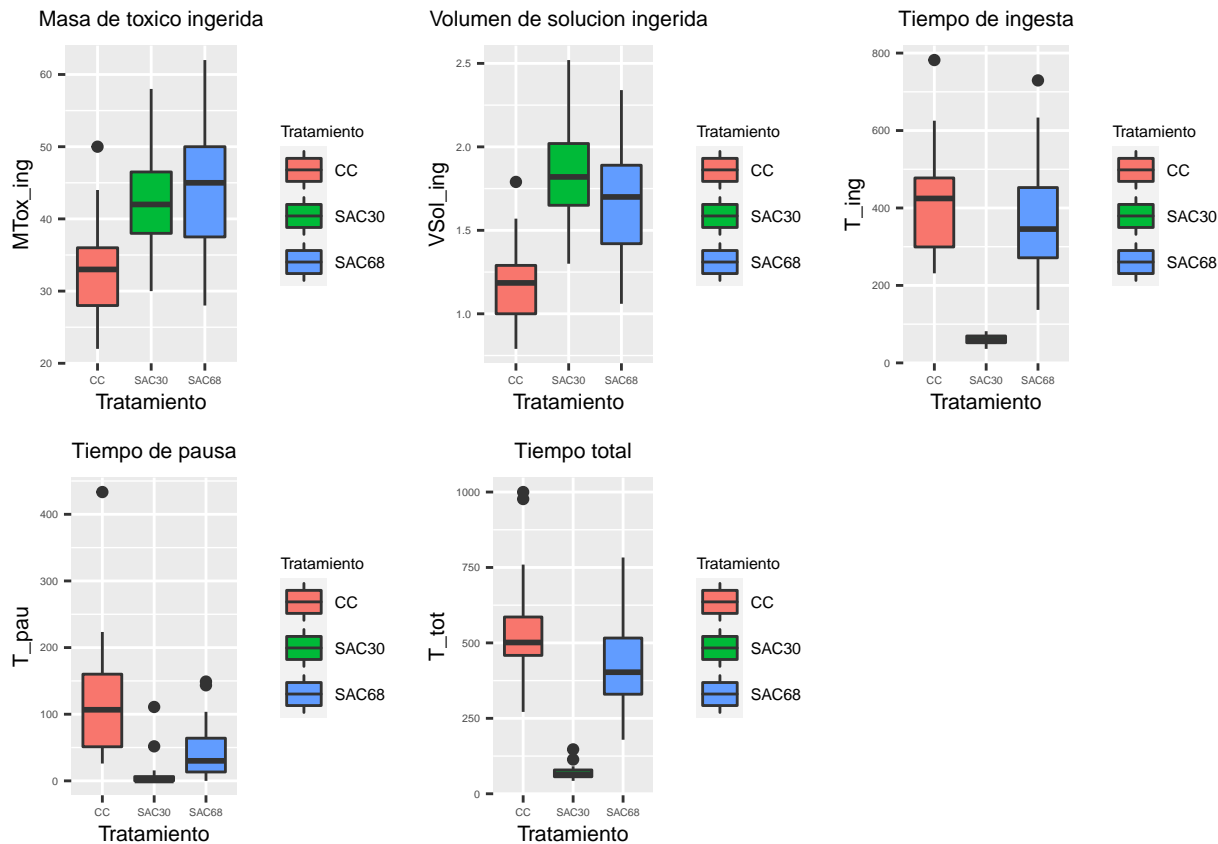 Masa de toxico ingerida
60
50
40
30
20
MTox_ing
CC
SAC30
SAC68
Tratamiento
Tratamiento
CC
SAC30
SAC68
Volumen de solucion ingerida
2.5
2.0
1.5
1.0
VSol_ing
CC
SAC30
SAC68
Tratamiento
Tratamiento
CC
SAC30
SAC68
Tiempo de ingesta
800
600
400
200
0
T_ing
CC
SAC30
SAC68
Tratamiento
Tratamiento
CC
SAC30
SAC68
Tiempo de pausa
400
300
200
100
0
T_pau
CC
SAC30
SAC68
Tratamiento
Tratamiento
CC
SAC30
SAC68
Tiempo total
1000
750
500
250
0
T_tot
CC
SAC30
SAC68
Tratamiento
Tratamiento
CC
SAC30
SAC68